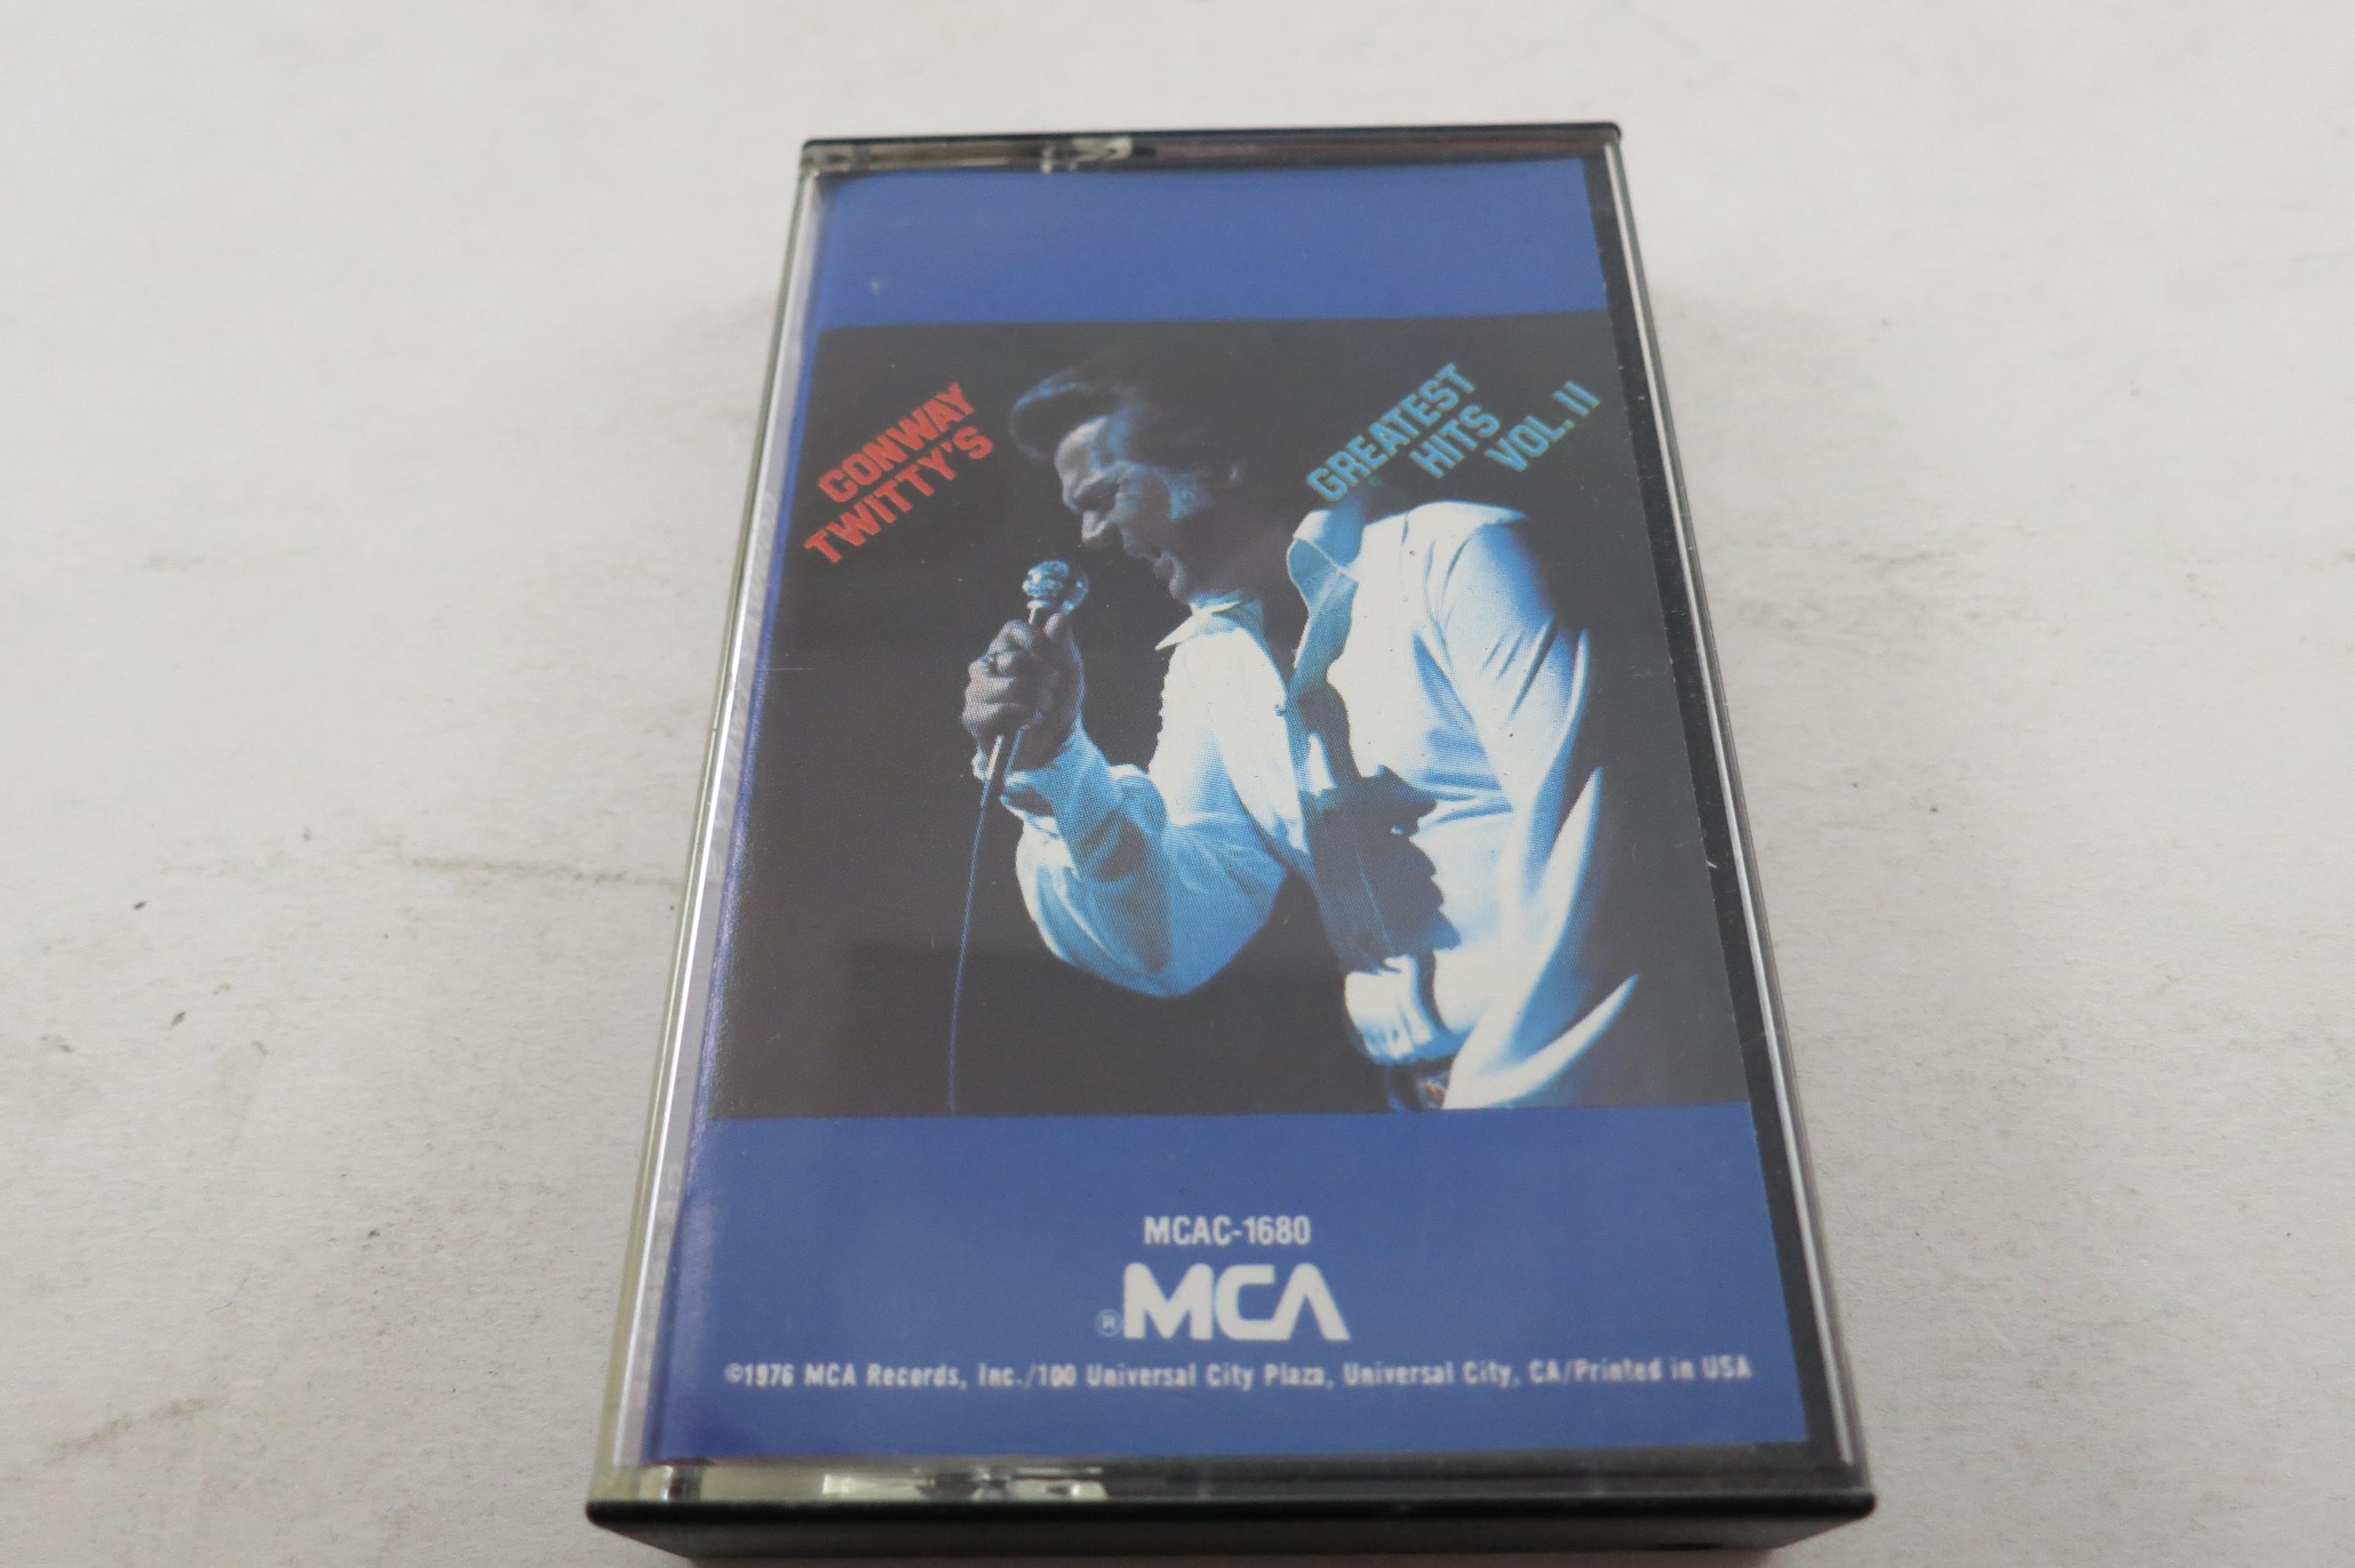 CONWAY
TWITTY'S
GREATEST
HITS
VOL. II
MCAC-1680
®MCA
©1976 MCA Records, Inc./100 Universal City Plaza, Universal City, CA/Printed in USA